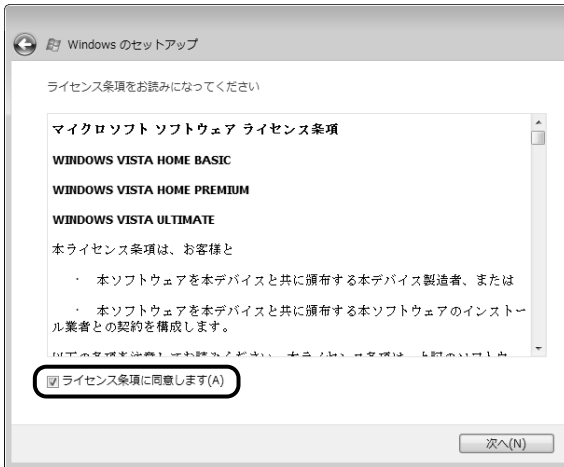 Windows のセットアップ
ライセンス条項をお読みになってください
マイクロソフト ソフトウェア ライセンス条項
WINDOWS VISTA HOME BASIC
WINDOWS VISTA HOME PREMIUM
WINDOWS VISTA ULTIMATE
本ライセンス条項は、お客様と
・ 本ソフトウェアを本デバイスと共に頒布する本デバイス製造者、または
・ 本ソフトウェアを本デバイスと共に頒布する本ソフトウェアのインストー
ル業者との契約を構成します。
ライセンス条項に同意します(A)
次へ(N)